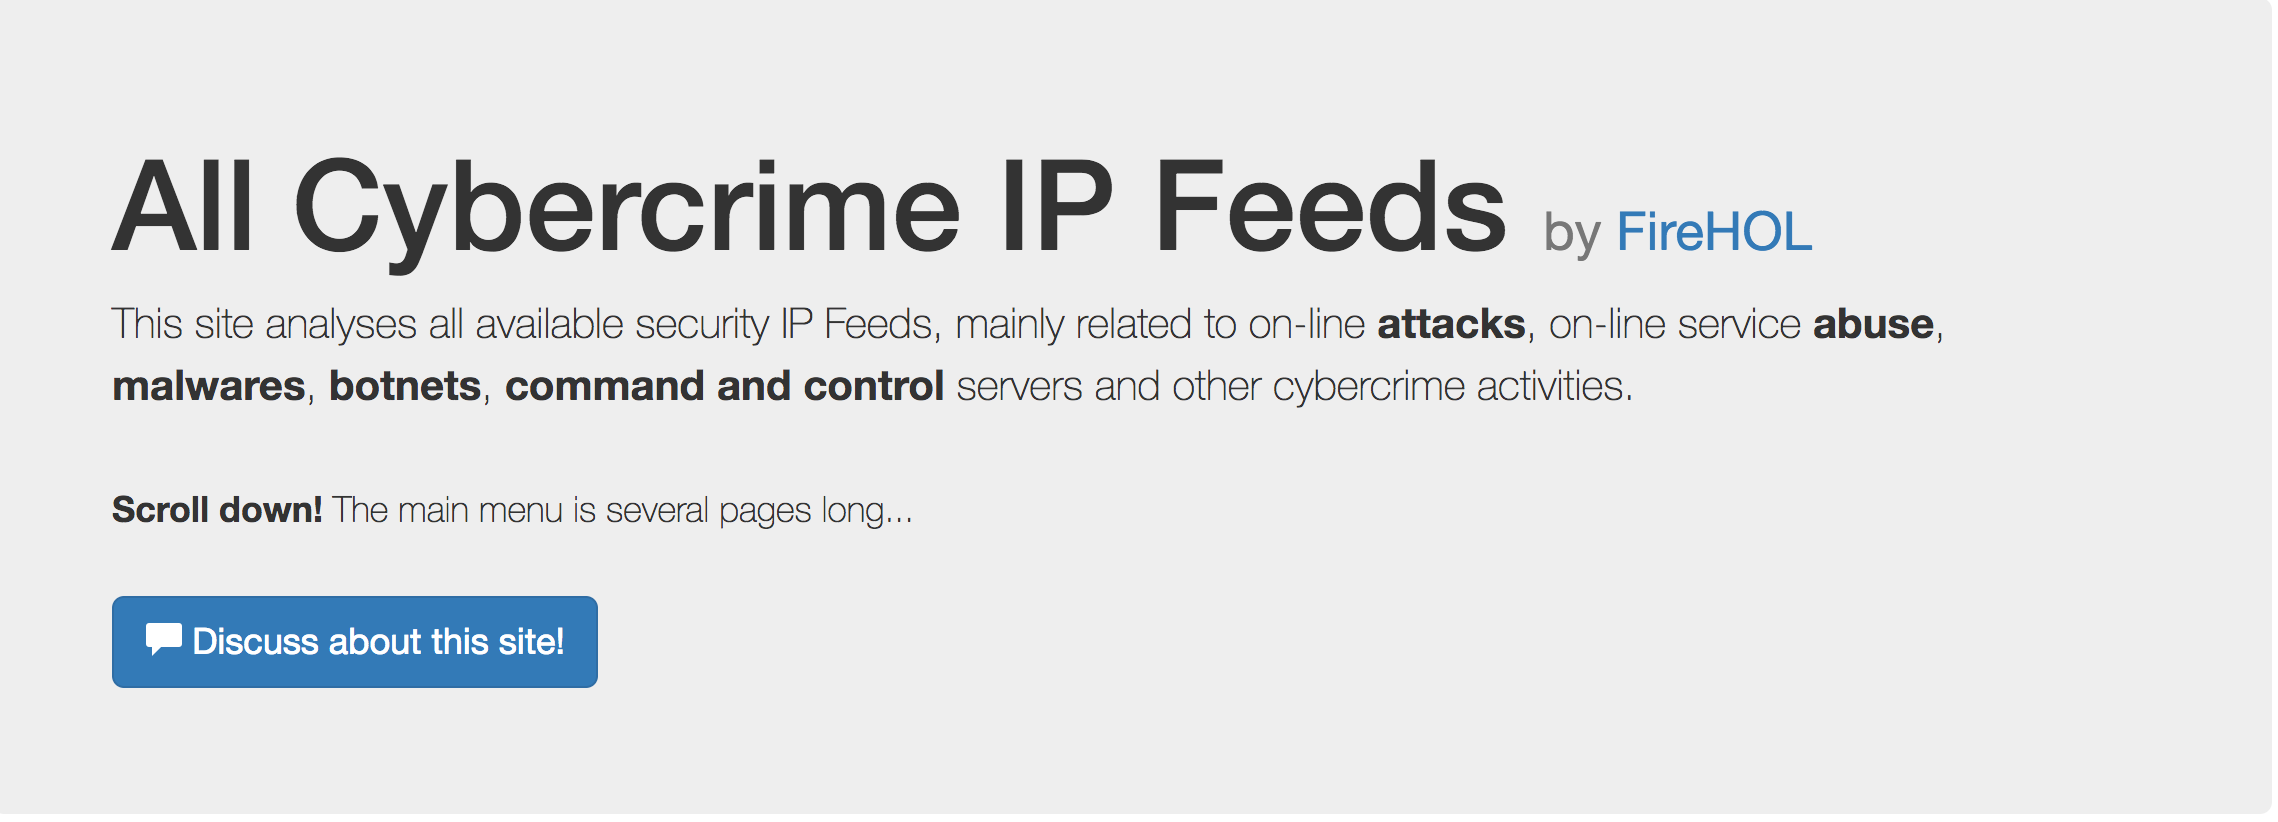 All Cybercrime IP Feeds by FireHOL
This site analyses all available security IP Feeds, mainly related to on-line attacks, on-line service abuse,
malwares, botnets, command and control servers and other cybercrime activities.
Scroll down! The main menu is several pages long...
Discuss about this site!